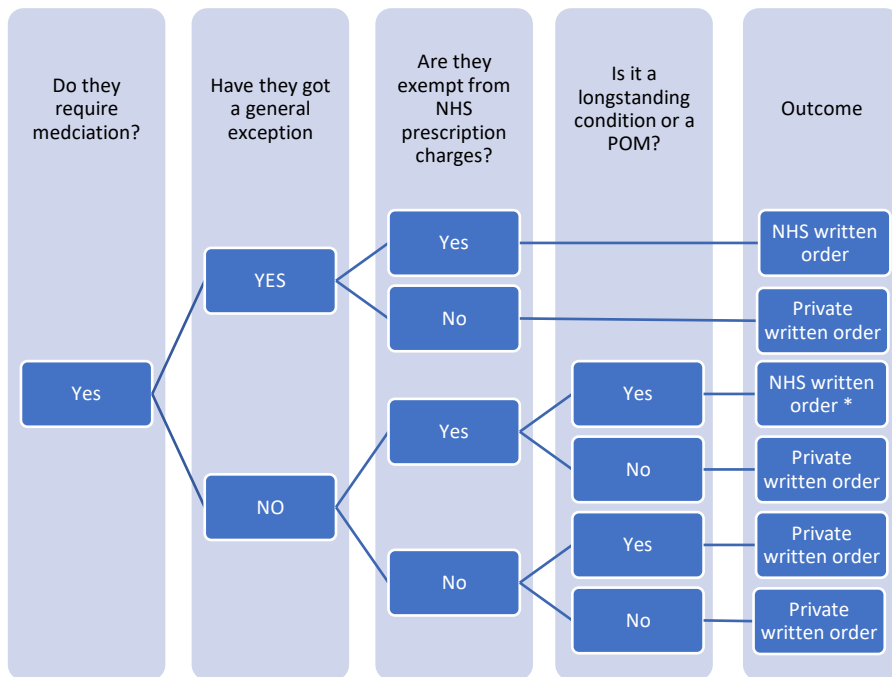 Do they
require
medciation?
Have they got
a general
exception
Are they
exempt from
NHS
prescription
charges?
Is it a
longstanding
condition or a
POM?
Outcome
Yes
YES
NO
Yes
No
Yes
No
Yes
No
Yes
No
NHS written
order
Private
written order
NHS written
order *
Private
written order
Private
written order
Private
written order